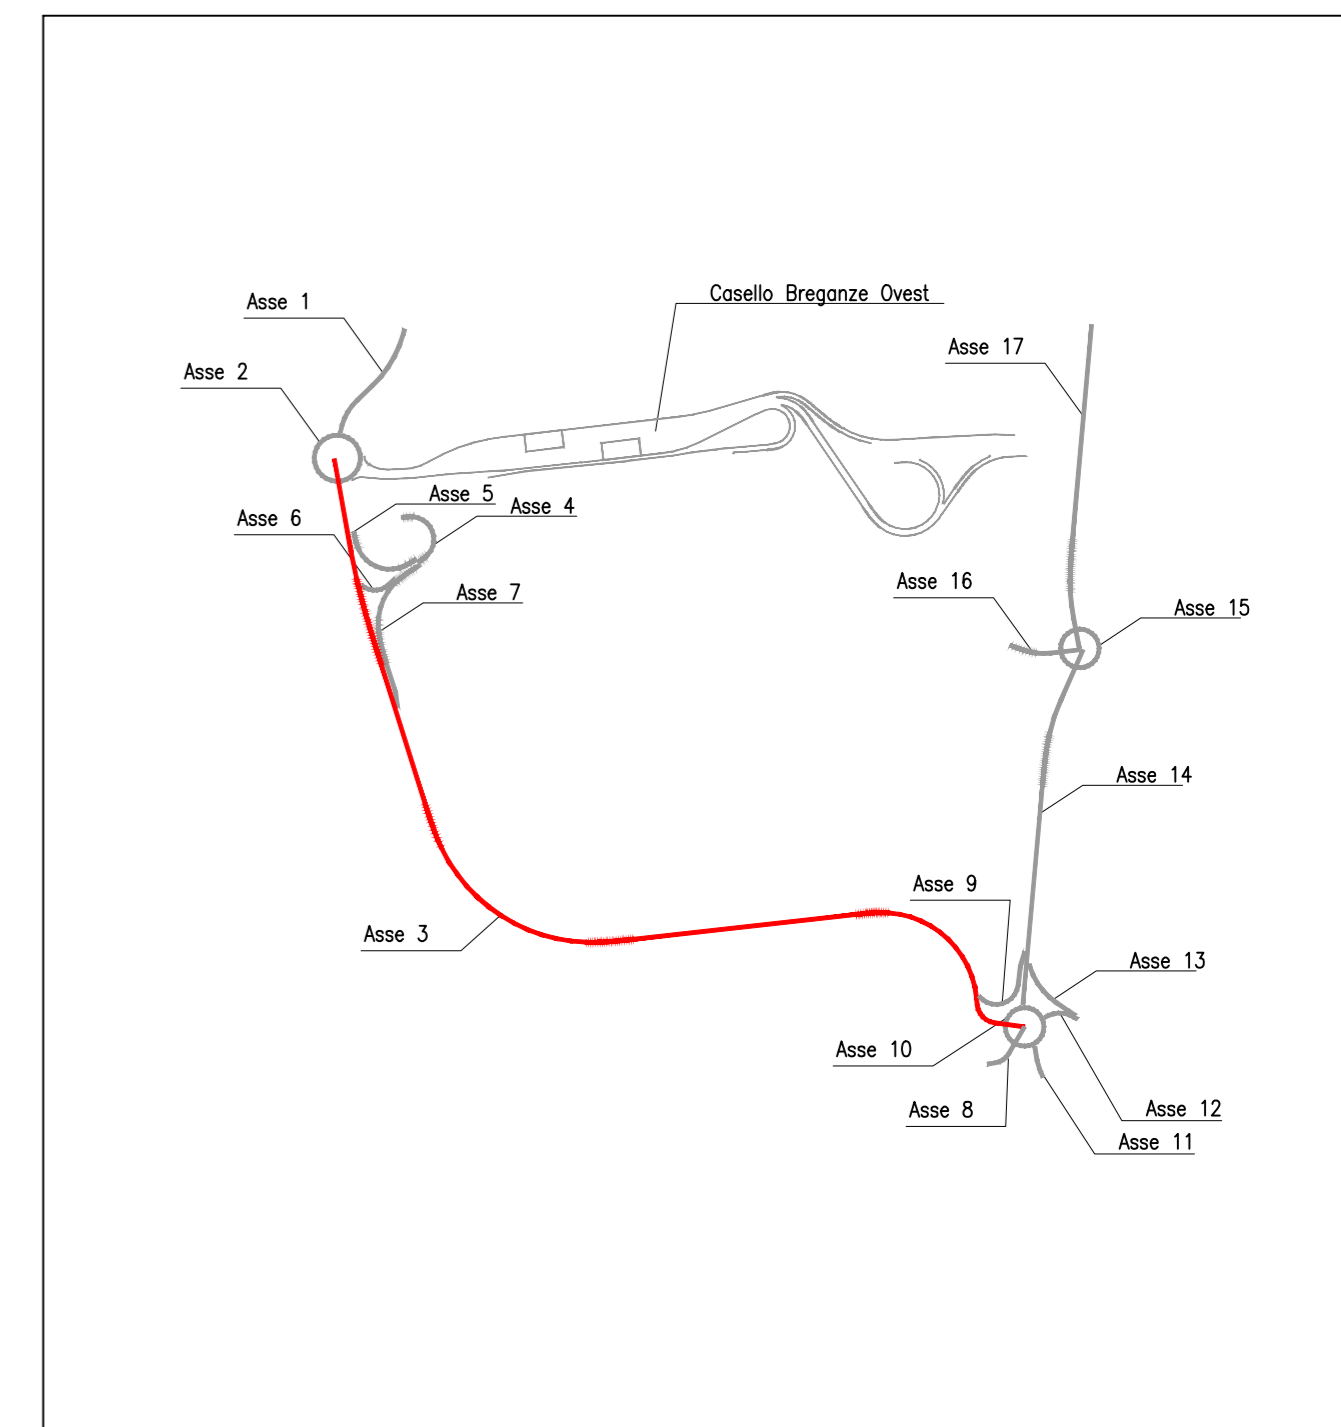 Casello Breganze Ovest
Asse 1
Asse 17
Asse 2
Asse 5
Asse 4
Asse 6
Asse 16
Asse 7
Asse 15
Asse 14
Asse 9
Asse 3
Asse 13
Asse 10
Asse 8
Asse 12
Asse 11